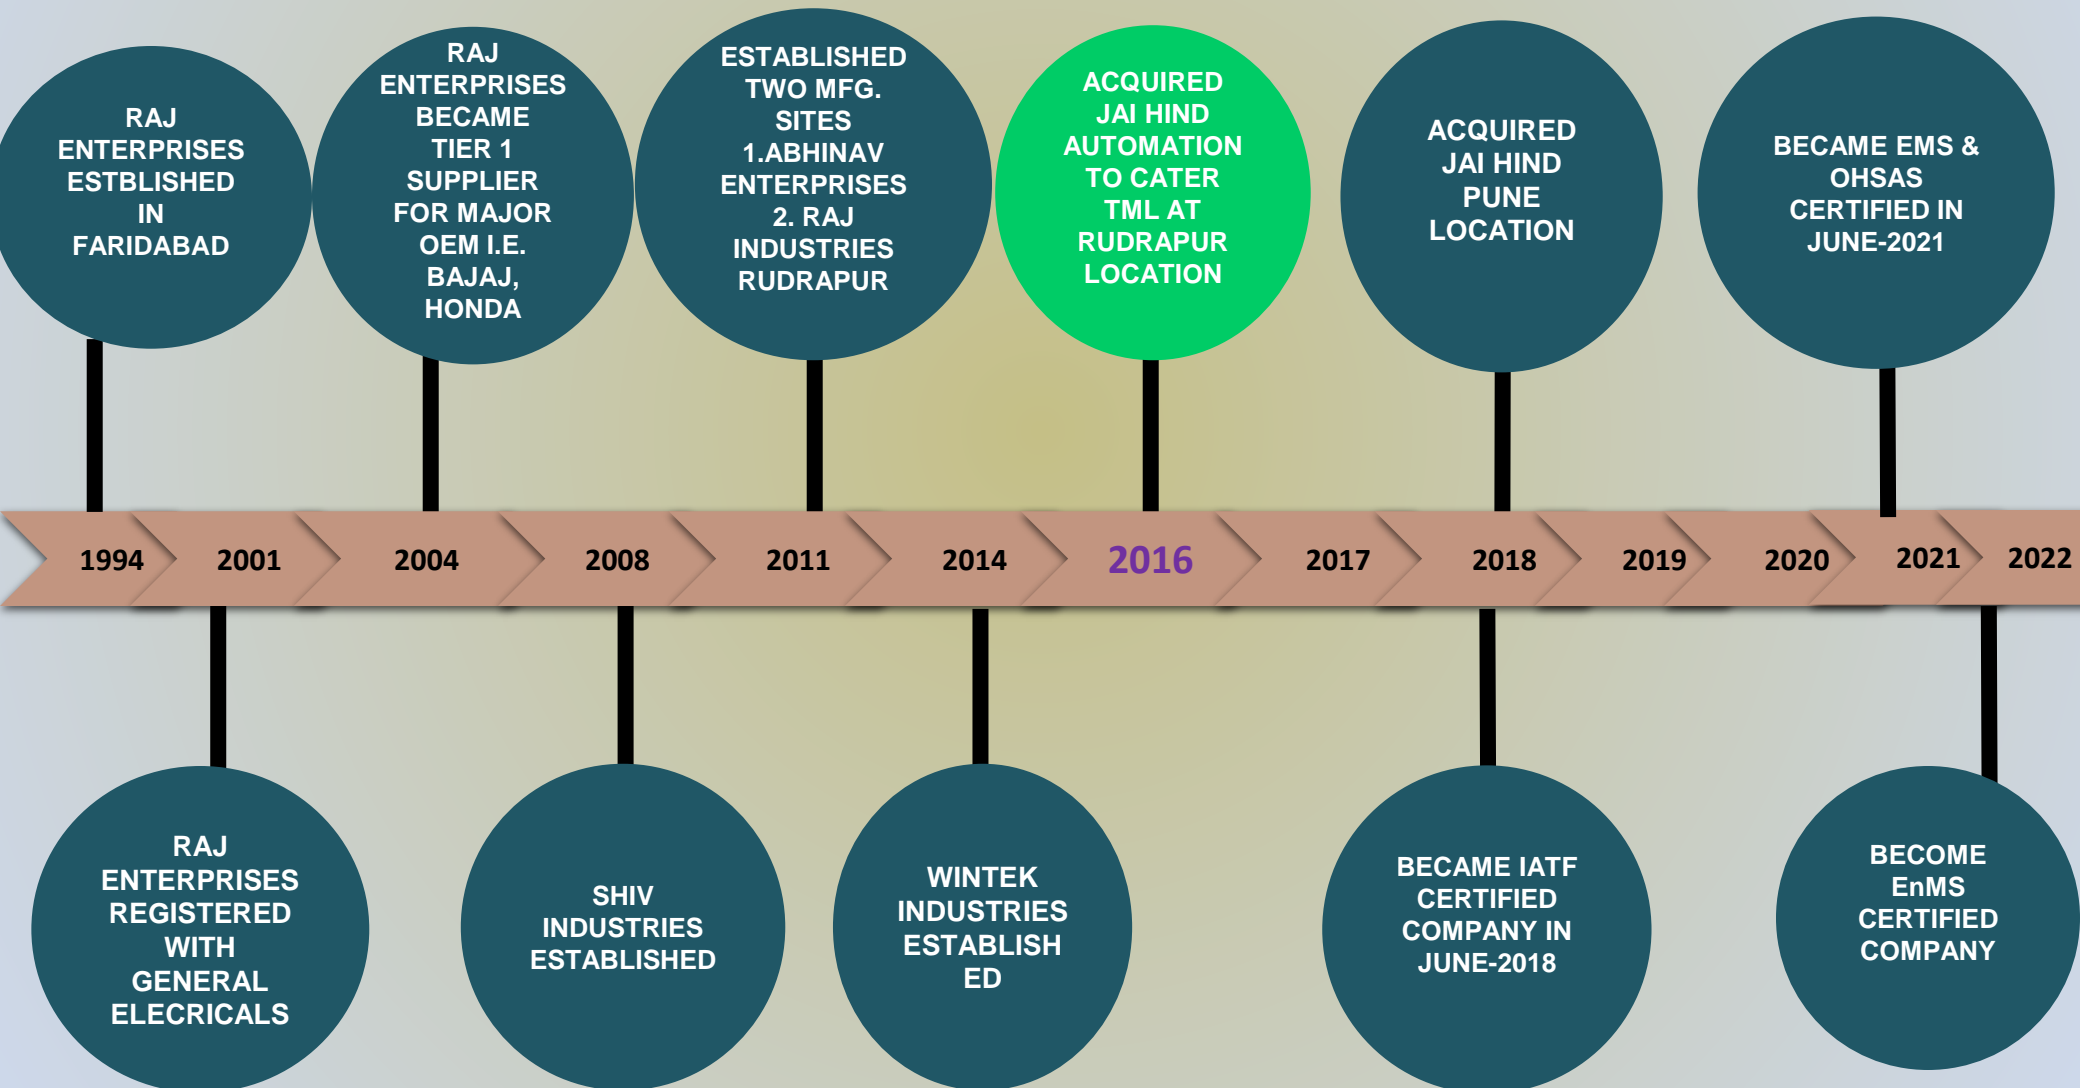 RAJ
ENTERPRISES
ESTBLISHED
IN
FARIDABAD
RAJ
ENTERPRISES
BECAME
TIER 1
SUPPLIER
FOR MAJOR
OEM I.E.
BAJAJ,
HONDA
ESTABLISHED
TWO MFG.
SITES
1.ABHINAV
ENTERPRISES
2. RAJ
INDUSTRIES
RUDRAPUR
ACQUIRED
JAI HIND
AUTOMATION
TO CATER
TML AT
RUDRAPUR
LOCATION
ACQUIRED
JAI HIND
PUNE
LOCATION
BECAME EMS &
OHSAS
CERTIFIED IN
JUNE-2021
1994 2001 2004 2008 2011 2014 2016 2017 2018 2019 2020 2021 2022
RAJ
ENTERPRISES
REGISTERED
WITH
GENERAL
ELECRICALS
SHIV
INDUSTRIES
ESTABLISHED
WINTEK
INDUSTRIES
ESTABLISH
ED
BECAME IATF
CERTIFIED
COMPANY IN
JUNE-2018
BECOME
EnMS
CERTIFIED
COMPANY